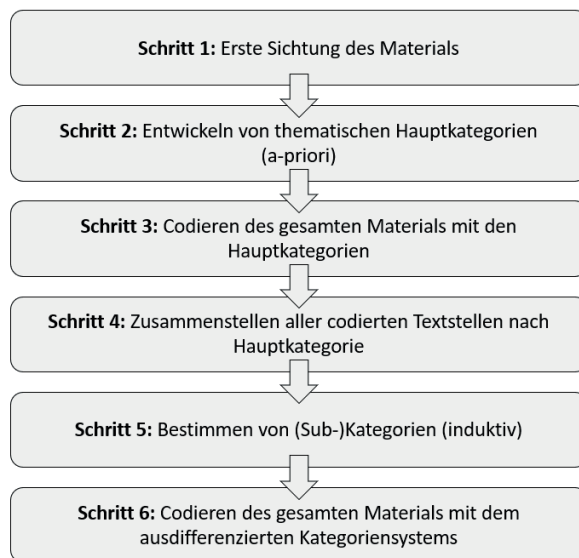 Schritt 1: Erste Sichtung des Materials
Schritt 2: Entwickeln von thematischen Hauptkategorien
(a-priori)
Schritt 3: Codieren des gesamten Materials mit den
Hauptkategorien
Schritt 4: Zusammenstellen aller codierten Textstellen nach
Hauptkategorie
Schritt 5: Bestimmen von (Sub-)Kategorien (induktiv)
Schritt 6: Codieren des gesamten Materials mit dem
ausdifferenzierten Kategoriensystems